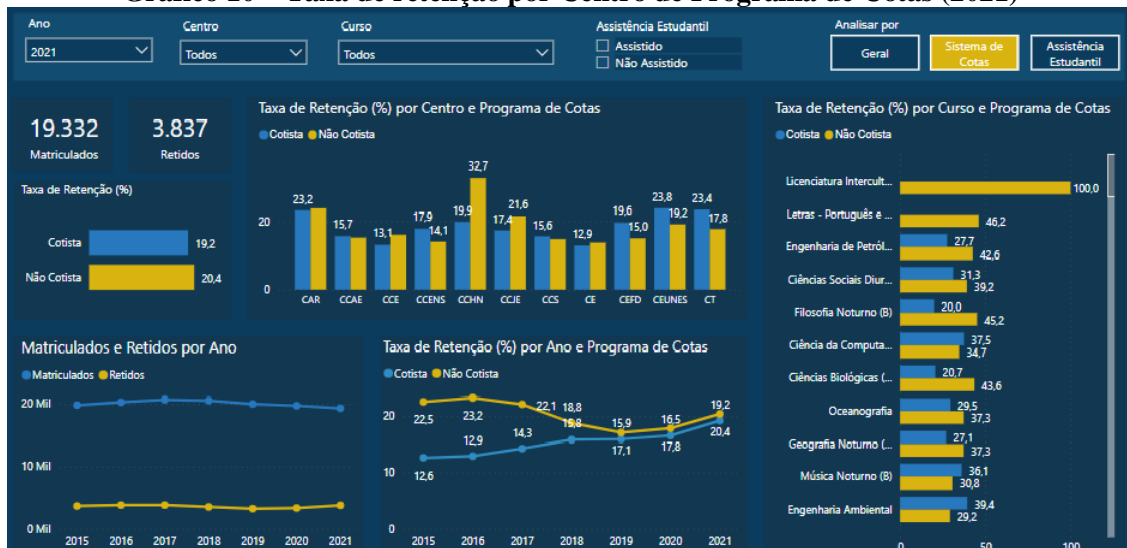 Gráfico 10 – Taxa de retenção por Centro de Programa de Cotas (2021)
Ano
2021
Centro
Todos
Curso
Todos
Assistência Estudantil
Assistido
Não Assistido
Analisar por
Geral
Sistema de
Cotas
Assistência
Estudantil
19.332
Matriculados
3.837
Retidos
Taxa de Retenção (%)
Cotista
19,2
Não Cotista
20,4
Taxa de Retenção (%) por Centro e Programa de Cotas
Cotista Não Cotista
20
0
23,2
15,7
13,1
17,9
14,1
19,9
32,7
17,4
21,6
15,6
12,9
19,6
15,0
23,8
19,2
23,4
17,8
CAR CCAE CCE CCENS CCHN CCJE CCS CE CEFD CEUNES CT
Taxa de Retenção (%) por Curso e Programa de Cotas
Cotista Não Cotista
Licenciatura Intercult...
100,0
Letras - Português e ...
46,2
Engenharia de Petról...
27,7
42,6
Ciências Sociais Diur...
31,3
39,2
Filosofia Noturno (B)
20,0
45,2
Ciência da Computa...
37,5
34,7
Ciências Biológicas (...
20,7
43,6
Oceanografia
29,5
37,3
Geografia Noturno (...
27,1
37,3
Música Noturno (B)
36,1
30,8
Engenharia Ambiental
39,4
29,2
0 50 100
Matriculados e Retidos por Ano
Matriculados Retidos
20 Mil
10 Mil
0 Mil
2015 2016 2017 2018 2019 2020 2021
Taxa de Retenção (%) por Ano e Programa de Cotas
Cotista Não Cotista
20
10
0
22,5
23,2
22,1
18,8
15,9
16,5
19,2
12,6
12,9
14,3
15,8
17,1
17,8
20,4
2015 2016 2017 2018 2019 2020 2021